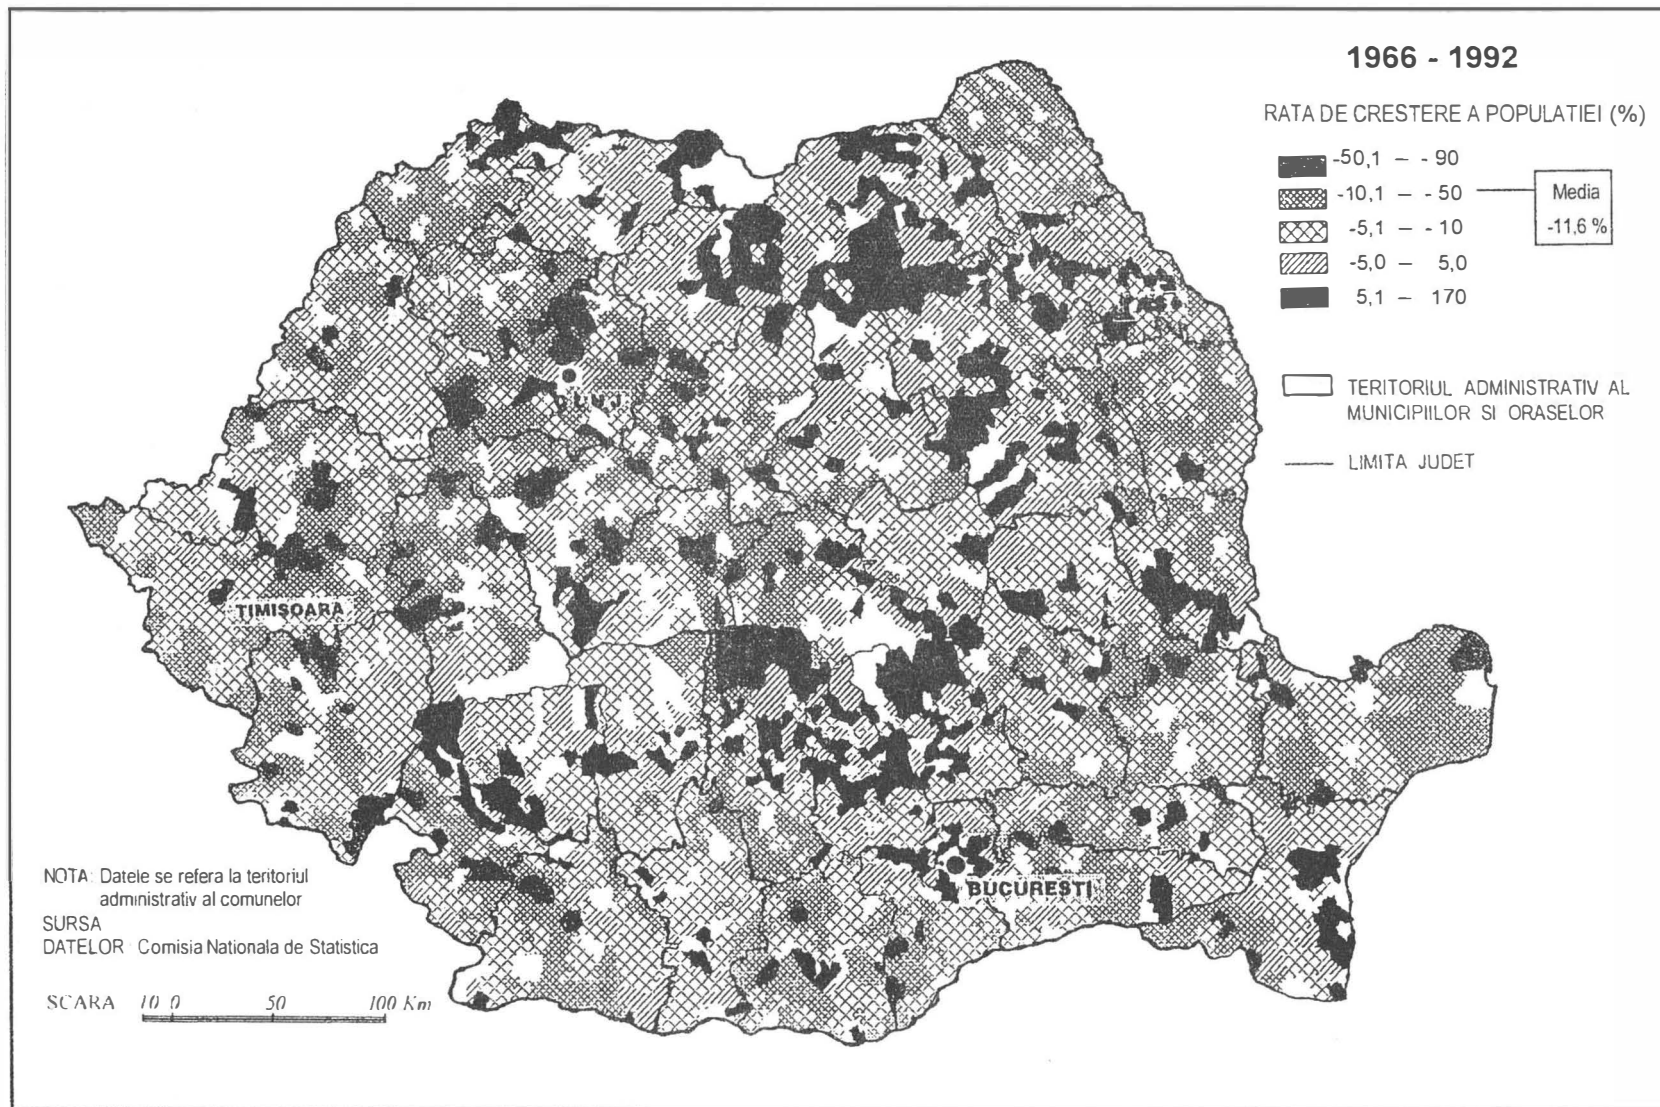 1966 - 1992
RATA DE CRESTERE A POPULATIEI (%)
-50,1 – - 90
-10,1 – - 50
-5,1 – - 10
-5,0 – 5,0
5,1 – 170
Media
-11,6 %
TERITORIUL ADMINISTRATIV AL
MUNICIPIILOR SI ORASELOR
LIMITA JUDET
TIMISOARA
BUCURESTI
NOTA: Datele se refera la teritoriul
administrativ al comunelor
SURSA
DATELOR: Comisia Nationala de Statistica
SCARA 10 0 50 100 Km